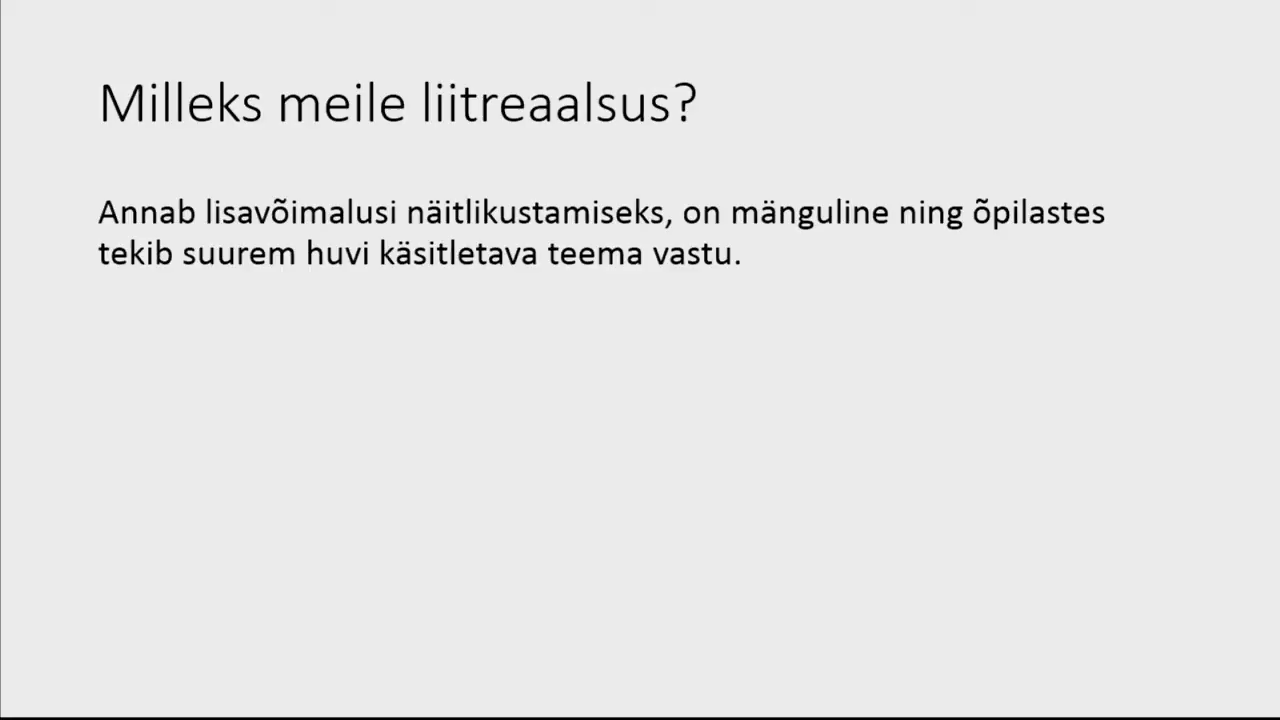 Milleks meile liitreaalsus?
Annab lisavõimalusi näitlikustamiseks, on mänguline ning õpilastes
tekib suurem huvi käsitletava teema vastu.